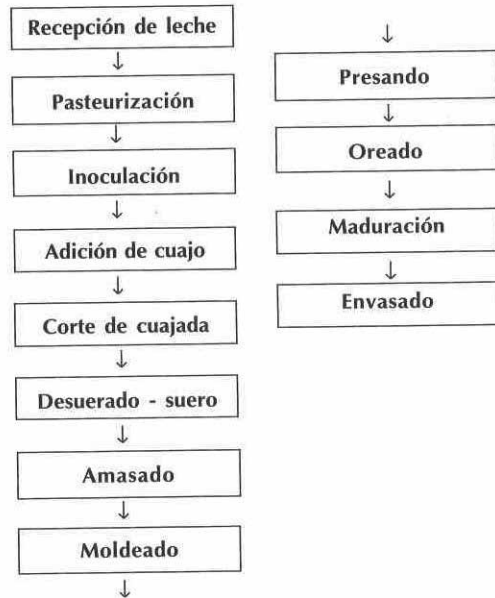 Recepción de leche
Pasteurización
Inoculación
Adición de cuajo
Corte de cuajada
Desuerado - suero
Amasado
Moldeado
Presando
Oreado
Maduración
Envasado